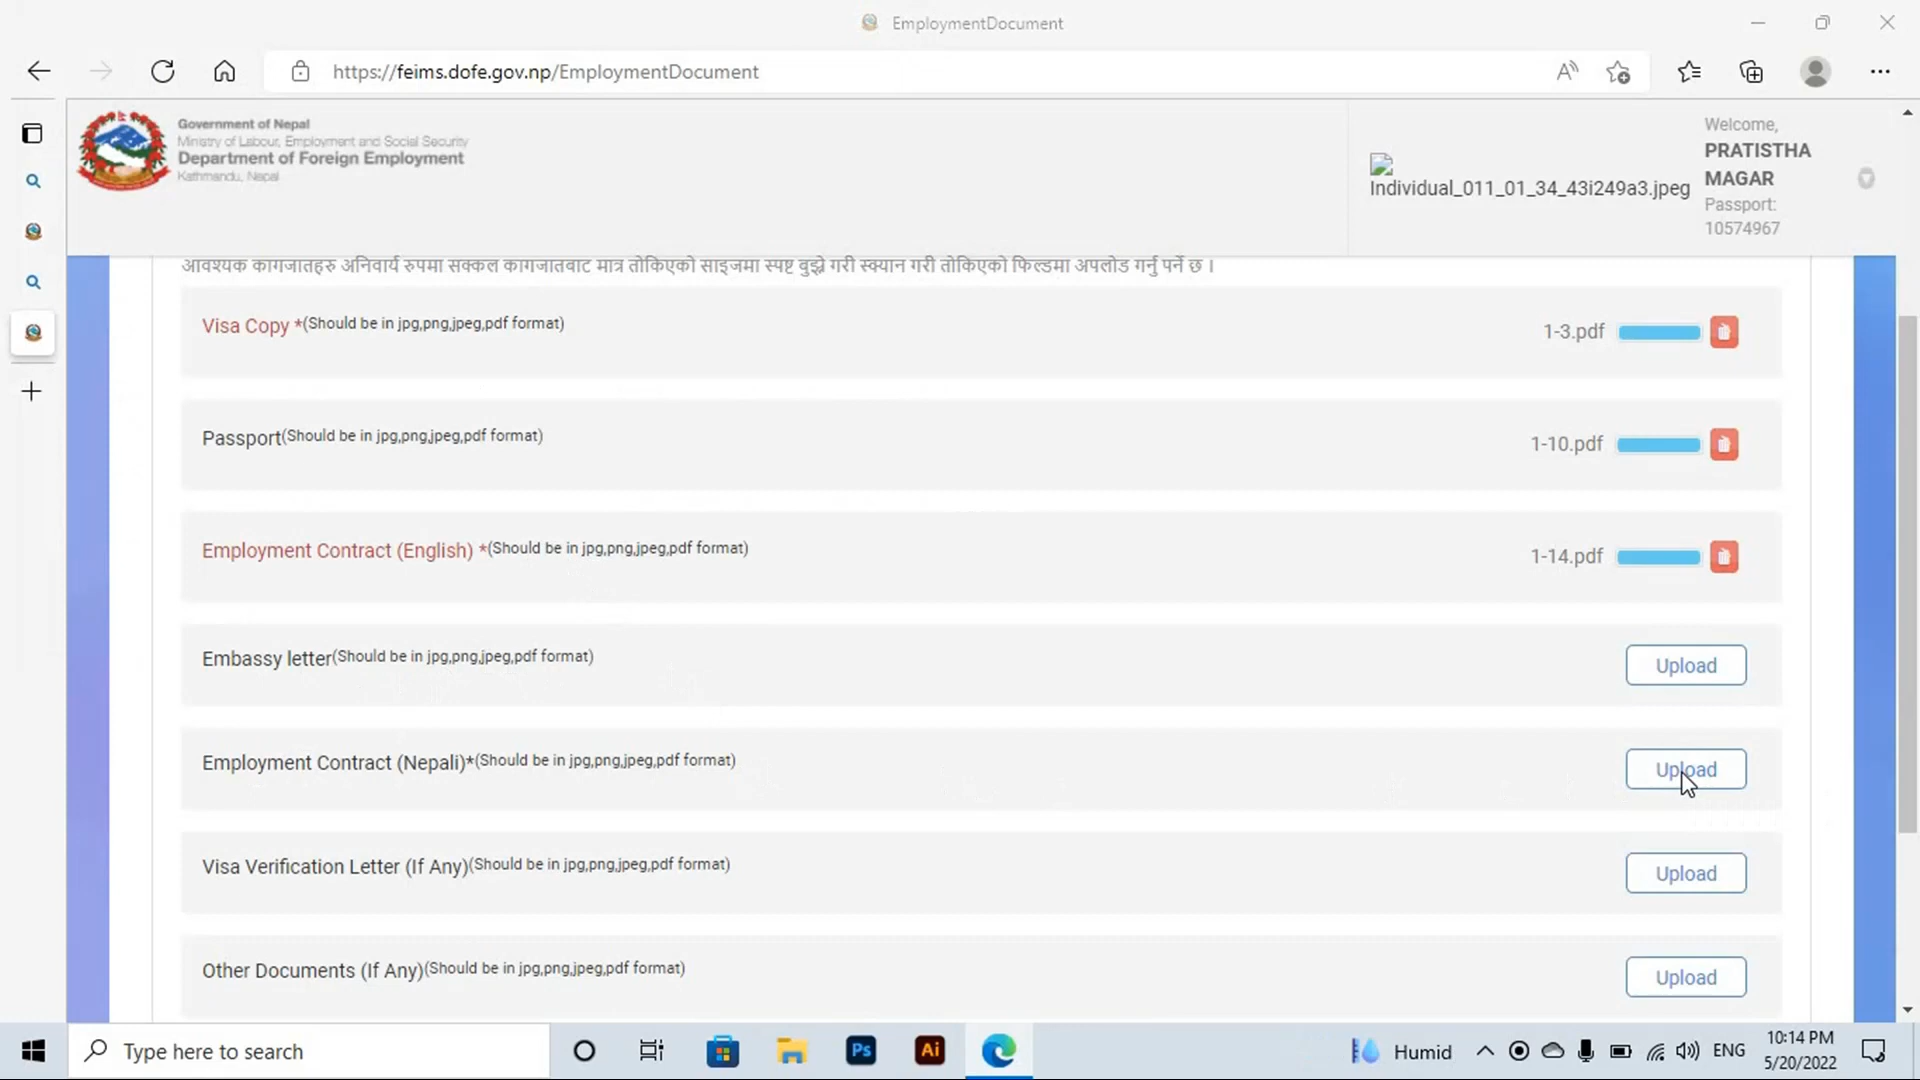 EmploymentDocument
https://feims.dofe.gov.np/EmploymentDocument
Government of Nepal
Ministry of Labour, Employment and Social Security
Department of Foreign Employment
Kathmandu, Nepal
Individual_011_01_34_43i249a3.jpeg
Welcome,
PRATISTHA
MAGAR
Passport:
10574967
आवश्यक कागजातहरु अनिवार्य रुपमा सक्कल कागजातबाट मात्र तोकिएको साइजमा स्पष्ट बुझ्ने गरी स्क्यान गरी तोकिएको फिल्डमा अपलोड गर्नु पर्ने छ ।
Visa Copy *(Should be in jpg,png,jpeg,pdf format) 1-3.pdf
Passport(Should be in jpg,png,jpeg,pdf format) 1-10.pdf
Employment Contract (English) *(Should be in jpg,png,jpeg,pdf format) 1-14.pdf
Embassy letter(Should be in jpg,png,jpeg,pdf format) Upload
Employment Contract (Nepali)*(Should be in jpg,png,jpeg,pdf format) Upload
Visa Verification Letter (If Any)(Should be in jpg,png,jpeg,pdf format) Upload
Other Documents (If Any)(Should be in jpg,png,jpeg,pdf format) Upload
Type here to search
Ps
Ai
Humid
ENG
10:14 PM
5/20/2022